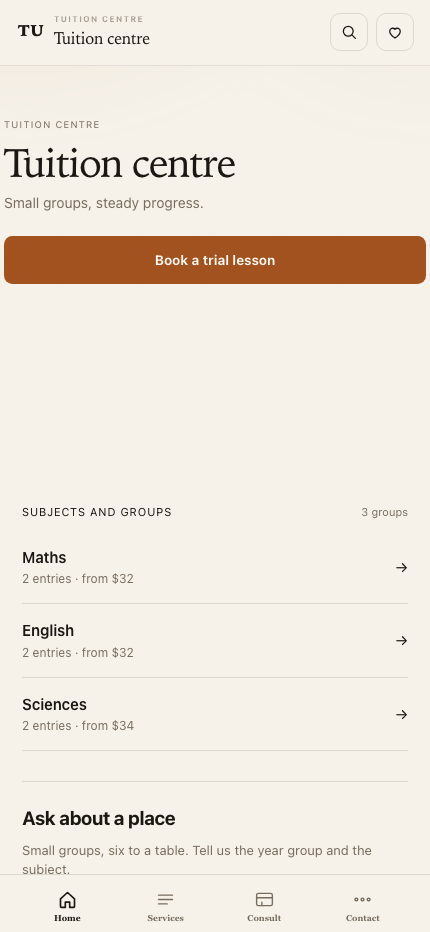 TU
TUITION CENTRE
Tuition centre
TUITION CENTRE
Tuition centre
Small groups, steady progress.
Book a trial lesson
SUBJECTS AND GROUPS
3 groups
Maths
2 entries · from $32
English
2 entries · from $32
Sciences
2 entries · from $34
Ask about a place
Small groups, six to a table. Tell us the year group and the
subject.
Home
Services
Consult
Contact